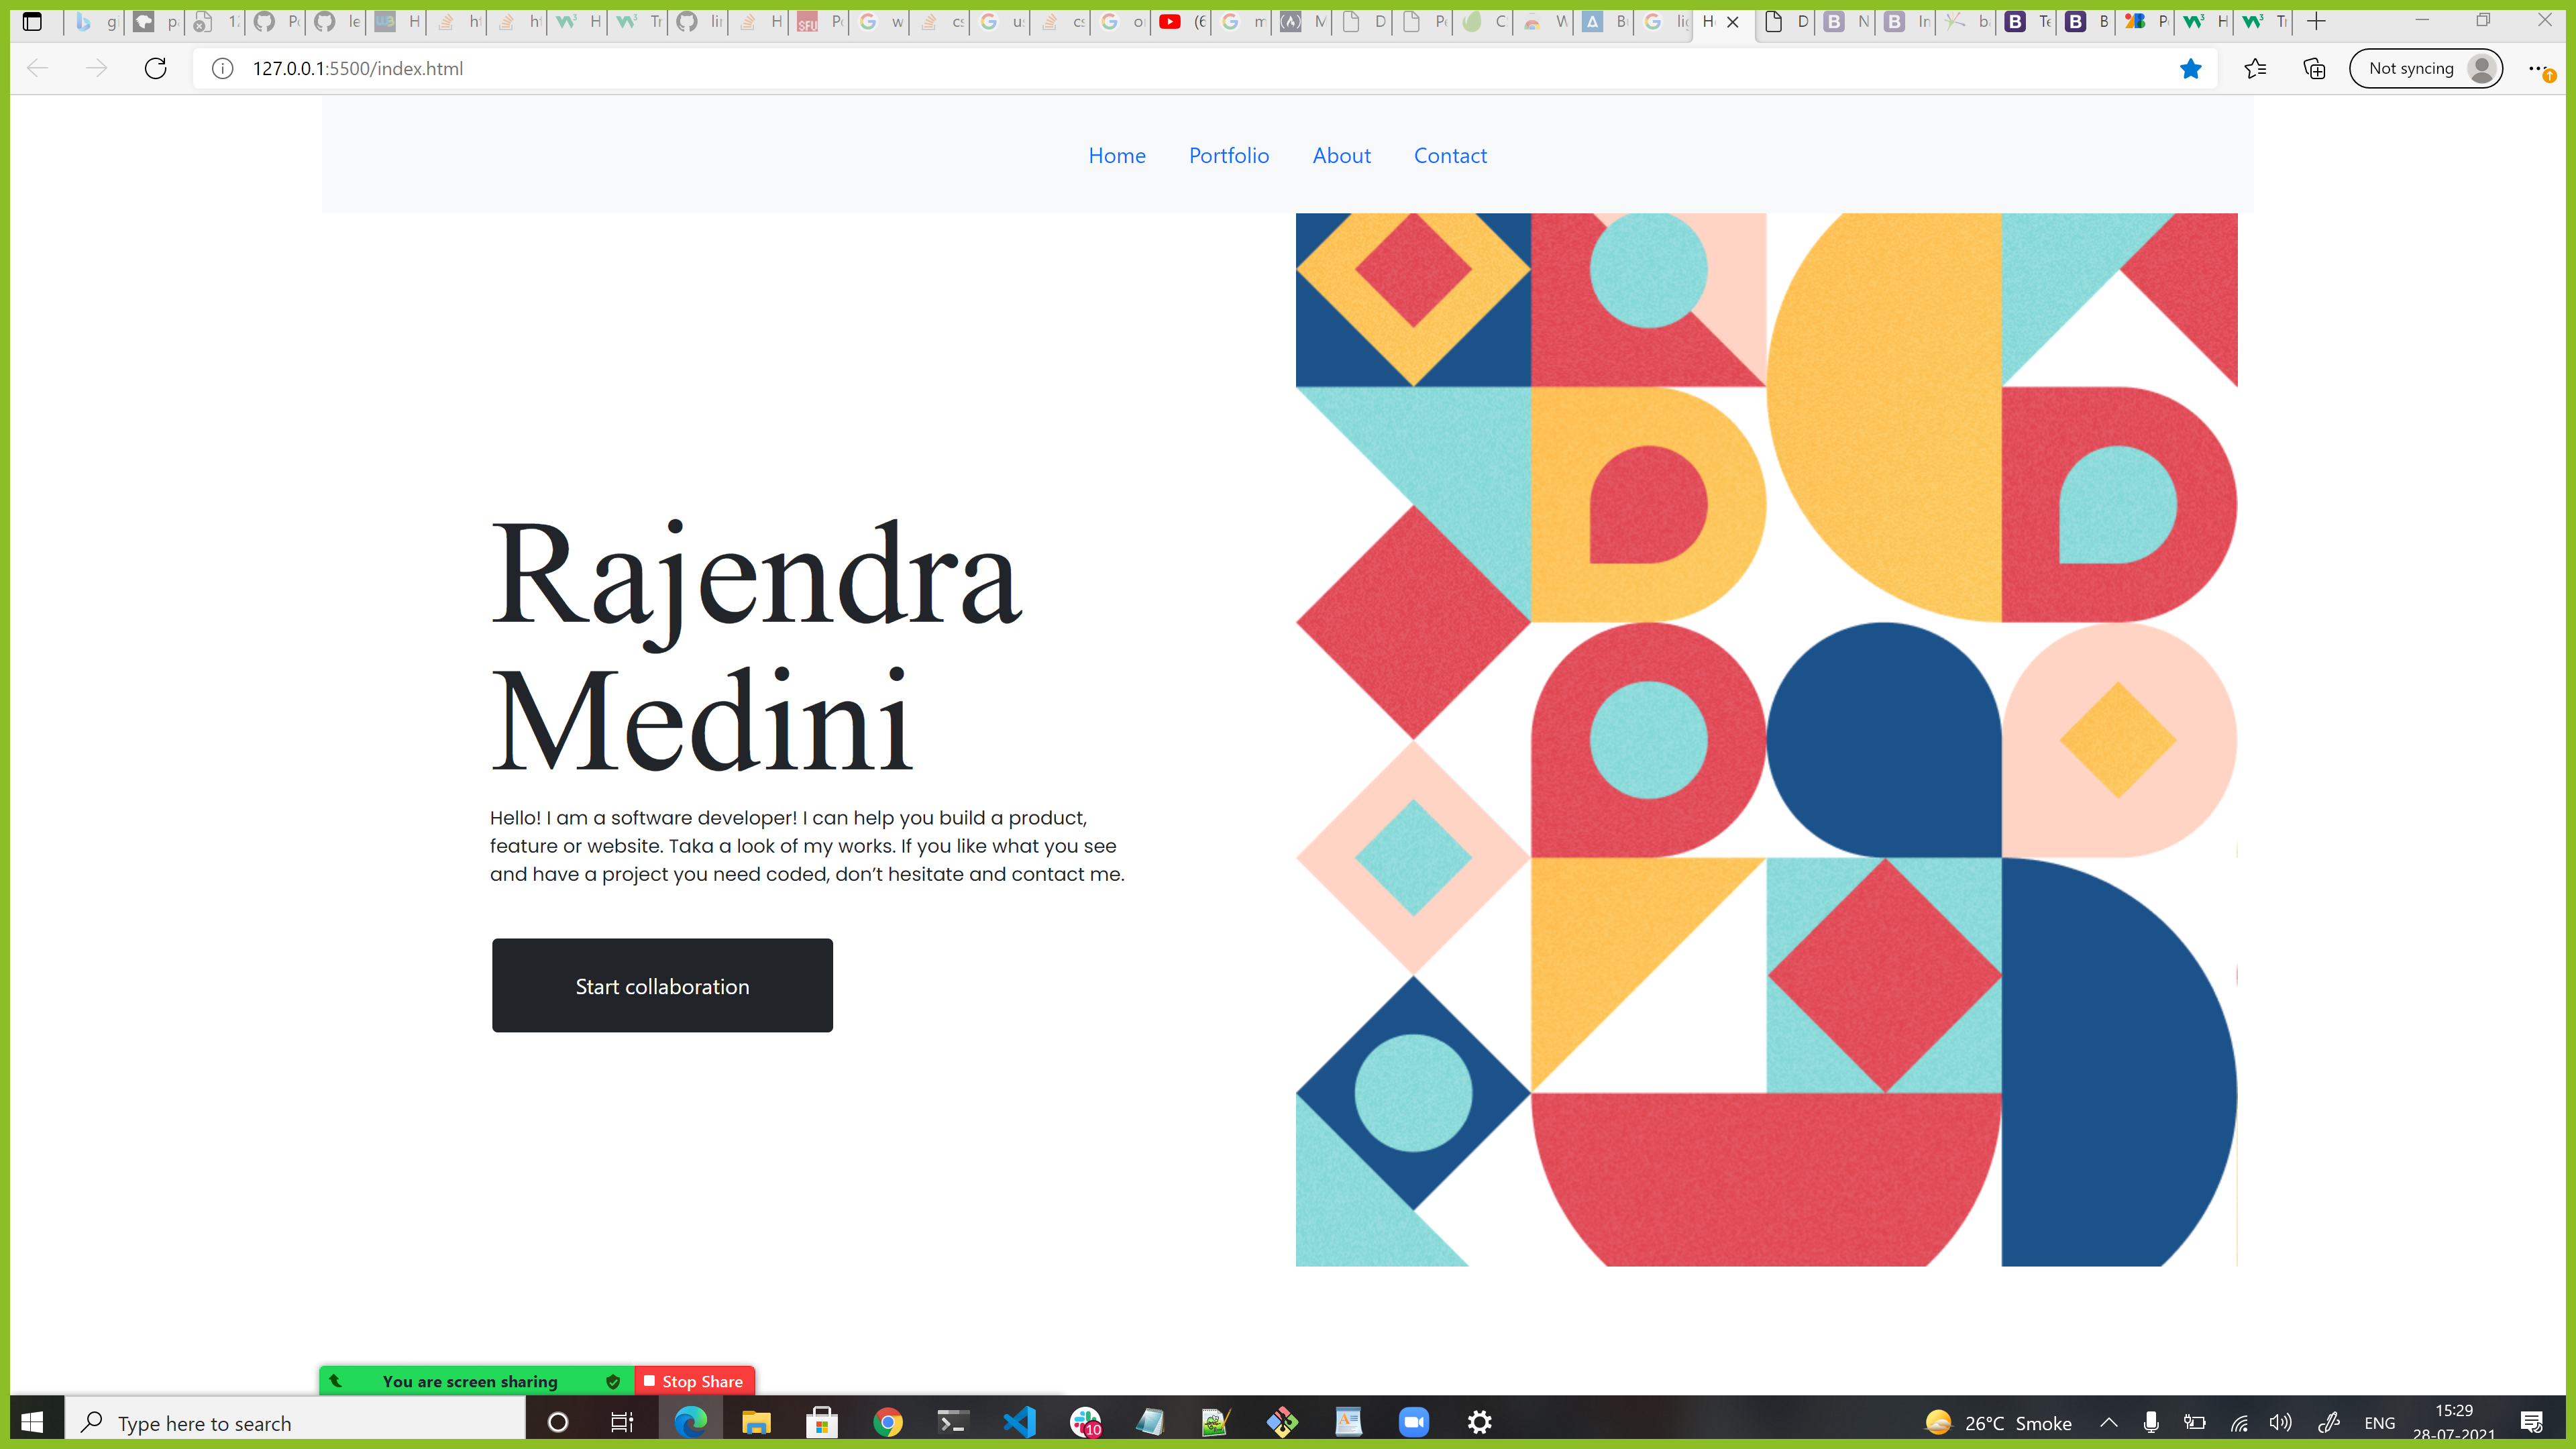 127.0.0.1:5500/index.html
Not syncing
Home Portfolio About Contact
Rajendra
Medini
Hello! I am a software developer! I can help you build a product,
feature or website. Taka a look of my works. If you like what you see
and have a project you need coded, don't hesitate and contact me.
Start collaboration
You are screen sharing Stop Share
Type here to search
10
26°C Smoke
ENG
15:29
28-07-2021